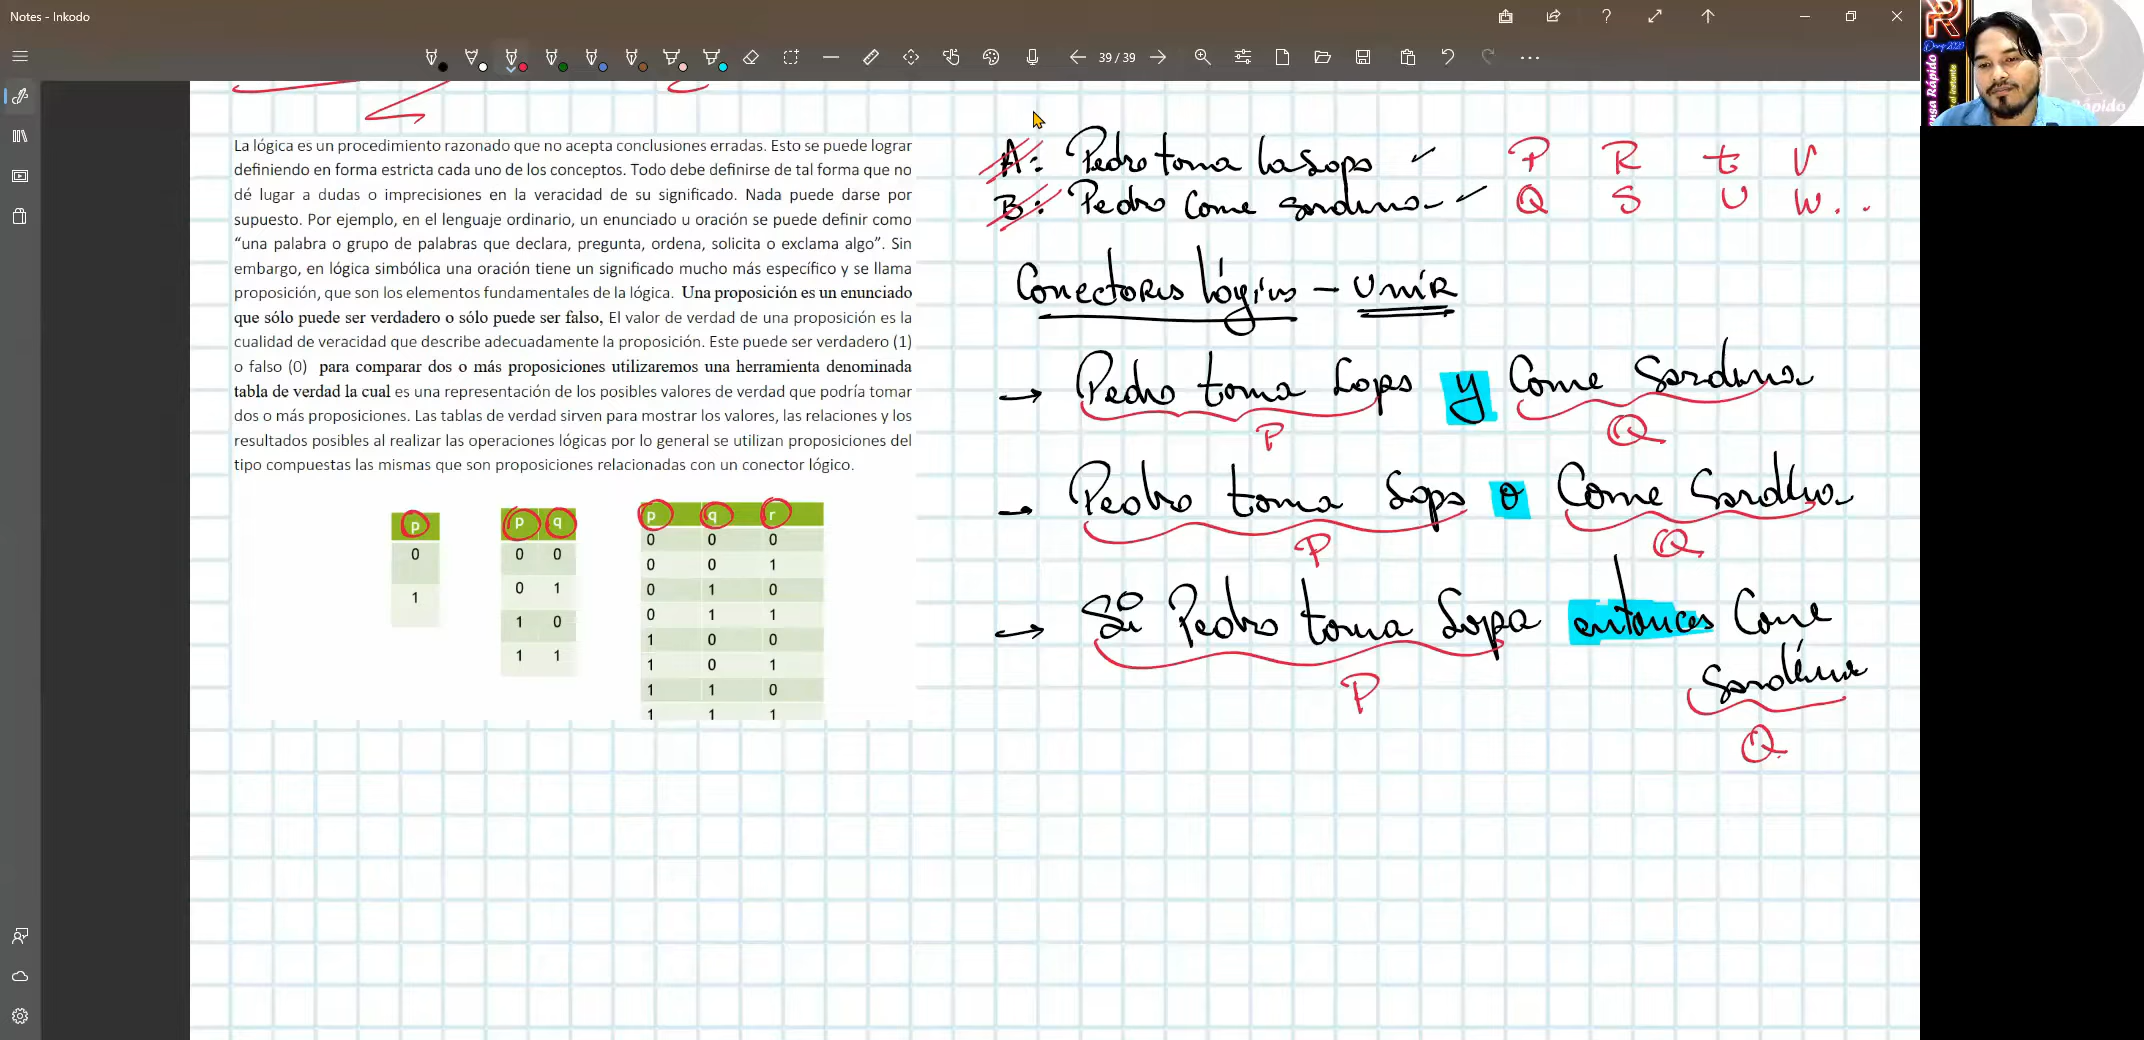 Notes - Inkodo
39 / 39
La lógica es un procedimiento razonado que no acepta conclusiones erradas. Esto se puede lograr
definiendo en forma estricta cada uno de los conceptos. Todo debe definirse de tal forma que no
dé lugar a dudas o imprecisiones en la veracidad de su significado. Nada puede darse por
supuesto. Por ejemplo, en el lenguaje ordinario, un enunciado u oración se puede definir como
“una palabra o grupo de palabras que declara, pregunta, ordena, solicita o exclama algo”. Sin
embargo, en lógica simbólica una oración tiene un significado mucho más específico y se llama
proposición, que son los elementos fundamentales de la lógica. Una proposición es un enunciado
que sólo puede ser verdadero o sólo puede ser falso, El valor de verdad de una proposición es la
cualidad de veracidad que describe adecuadamente la proposición. Este puede ser verdadero (1)
o falso (0) para comparar dos o más proposiciones utilizaremos una herramienta denominada
tabla de verdad la cual es una representación de los posibles valores de verdad que podría tomar
dos o más proposiciones. Las tablas de verdad sirven para mostrar los valores, las relaciones y los
resultados posibles al realizar las operaciones lógicas por lo general se utilizan proposiciones del
tipo compuestas las mismas que son proposiciones relacionadas con un conector lógico.
p
0
1
p q
0 0
0 1
1 0
1 1
p q r
0 0 0
0 0 1
0 1 0
0 1 1
1 0 0
1 0 1
1 1 0
1 1 1
A: Pedro toma la sopa ✓ P R t V
B: Pedro come sardina ✓ Q S U W . .
Conectores lógicos - UNIR
→ Pedro toma sopa y come sardina
P Q
→ Pedro toma sopa o come sardina
P Q
→ Si Pedro toma sopa entonces come
sardina
P
Q